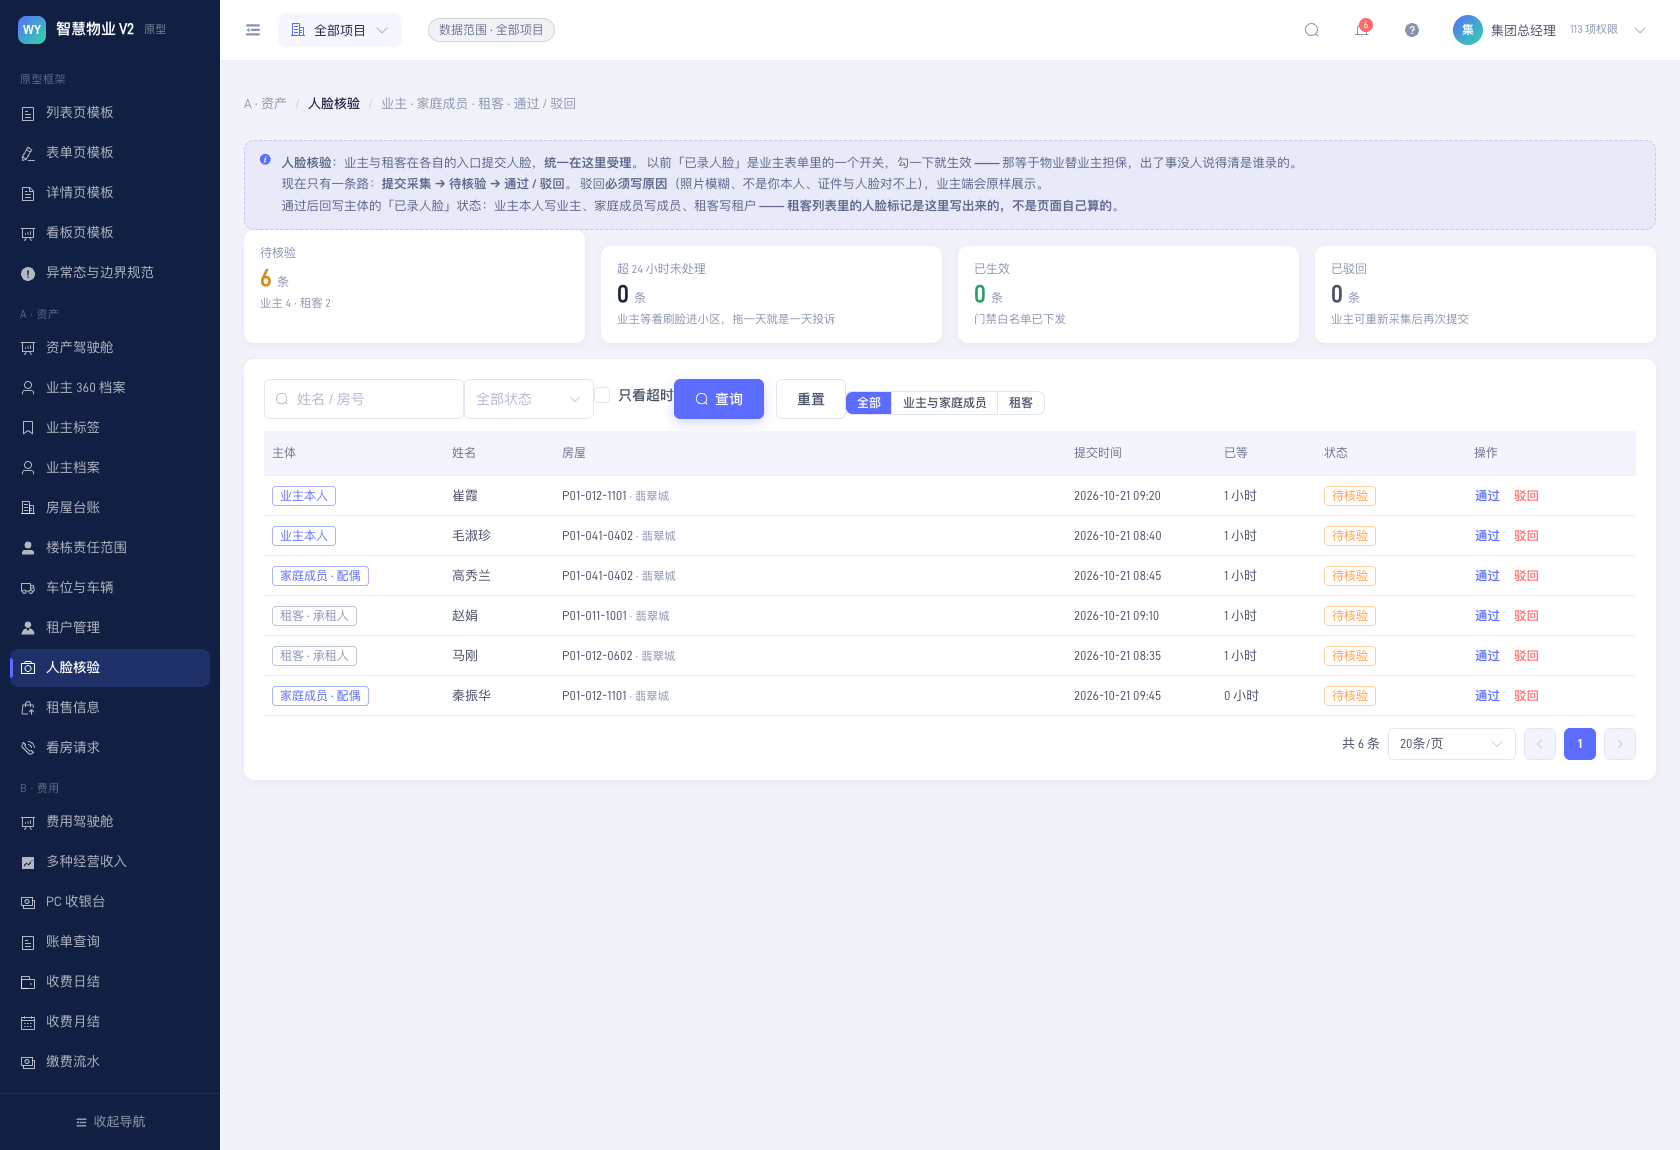 WY 智慧物业 V2 原型
原型框架
列表页模板
表单页模板
详情页模板
看板页模板
异常态与边界规范
A · 资产
资产驾驶舱
业主 360 档案
业主标签
业主档案
房屋台账
楼栋责任范围
车位与车辆
租户管理
人脸核验
租售信息
看房请求
B · 费用
费用驾驶舱
多种经营收入
PC 收银台
账单查询
收费日结
收费月结
缴费流水
收起导航
全部项目
数据范围 · 全部项目
6
?
集 集团总经理 113 项权限
A · 资产 / 人脸核验 / 业主 · 家庭成员 · 租客 · 通过 / 驳回
人脸核验：业主与租客在各自的入口提交人脸，统一在这里受理。以前「已录人脸」是业主表单里的一个开关，勾一下就生效 —— 那等于物业替业主担保，出了事没人说得清是谁录的。
现在只有一条路：提交采集 → 待核验 → 通过 / 驳回。驳回必须写原因（照片模糊、不是你本人、证件与人脸对不上），业主端会原样展示。
通过后回写主体的「已录人脸」状态：业主本人写业主、家庭成员写成员、租客写租户 —— 租客列表里的人脸标记是这里写出来的，不是页面自己算的。
待核验
6 条
业主 4 · 租客 2
超 24 小时未处理
0 条
业主等着刷脸进小区，拖一天就是一天投诉
已生效
0 条
门禁白名单已下发
已驳回
0 条
业主可重新采集后再次提交
姓名 / 房号 全部状态 只看超时 查询 重置 全部 业主与家庭成员 租客
主体 姓名 房屋 提交时间 已等 状态 操作
业主本人 崔霞 P01-012-1101 · 翡翠城 2026-10-21 09:20 1 小时 待核验 通过 驳回
业主本人 毛淑珍 P01-041-0402 · 翡翠城 2026-10-21 08:40 1 小时 待核验 通过 驳回
家庭成员 · 配偶 高秀兰 P01-041-0402 · 翡翠城 2026-10-21 08:45 1 小时 待核验 通过 驳回
租客 · 承租人 赵娟 P01-011-1001 · 翡翠城 2026-10-21 09:10 1 小时 待核验 通过 驳回
租客 · 承租人 马刚 P01-012-0602 · 翡翠城 2026-10-21 08:35 1 小时 待核验 通过 驳回
家庭成员 · 配偶 秦振华 P01-012-1101 · 翡翠城 2026-10-21 09:45 0 小时 待核验 通过 驳回
共 6 条 20条/页 1